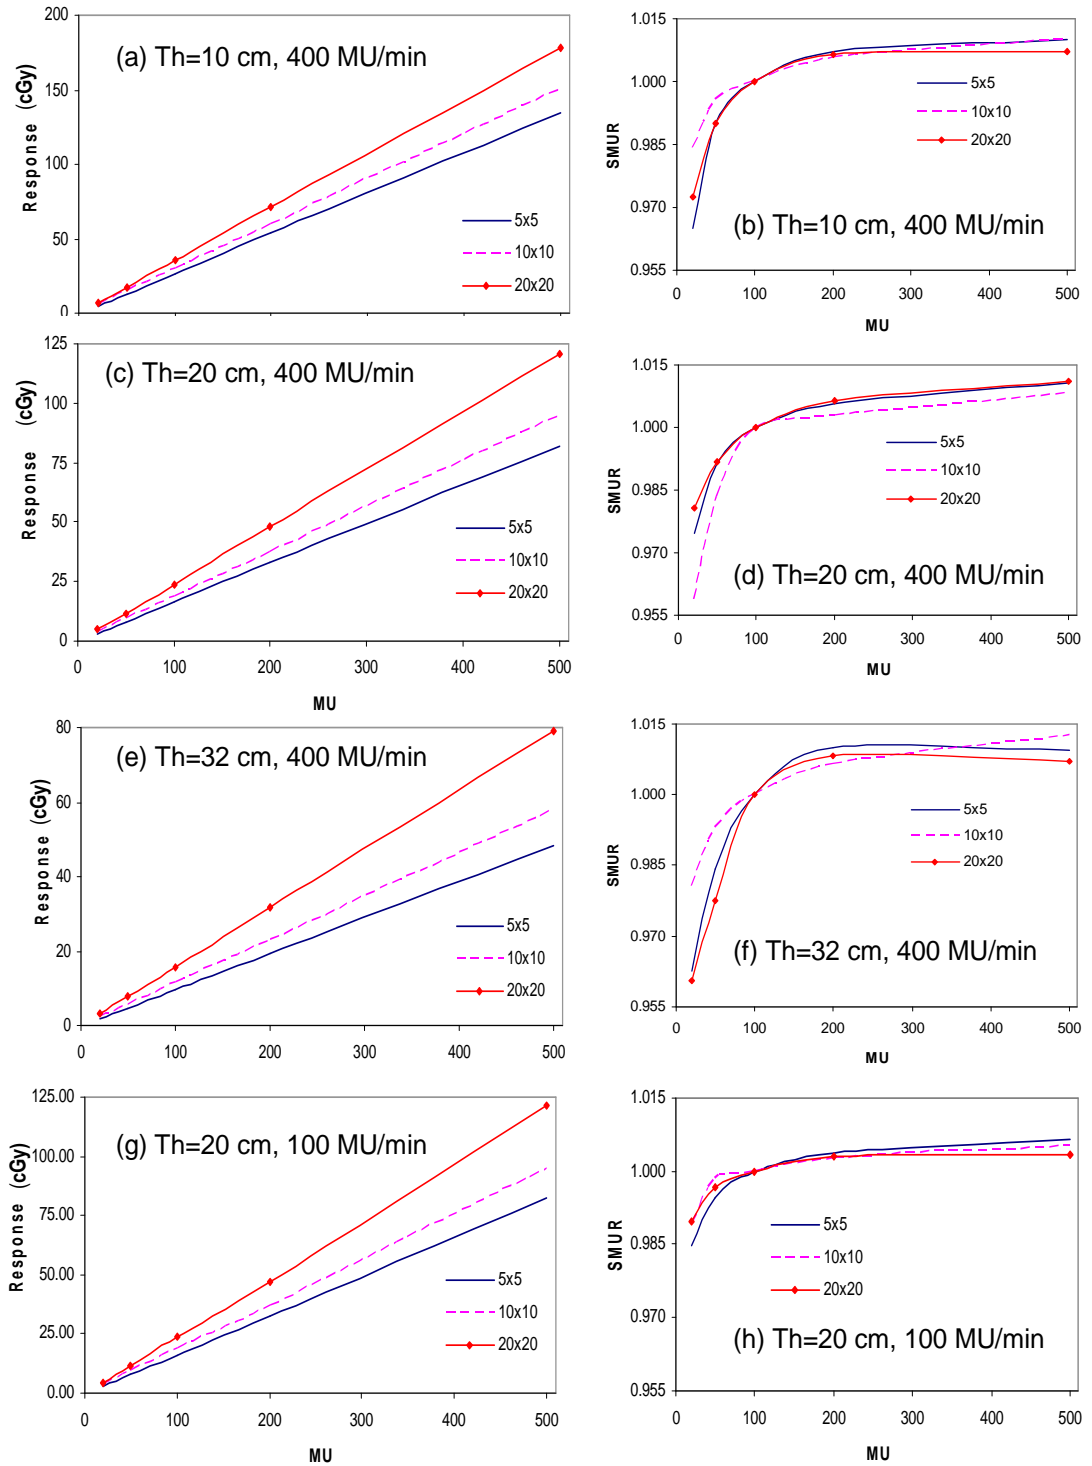 200
150
100
50
0
Response (cGy)
(a) Th=10 cm, 400 MU/min
5x5
10x10
20x20
1.015
1.000
0.985
0.970
0.955
SMUR
5x5
10x10
20x20
(b) Th=10 cm, 400 MU/min
0 100 200 300 400 500
MU
125
100
75
50
25
0
Response (cGy)
(c) Th=20 cm, 400 MU/min
5x5
10x10
20x20
0 100 200 300 400 500
MU
1.015
1.000
0.985
0.970
0.955
SMUR
5x5
10x10
20x20
(d) Th=20 cm, 400 MU/min
0 100 200 300 400 500
MU
80
60
40
20
0
Response (cGy)
(e) Th=32 cm, 400 MU/min
5x5
10x10
20x20
0 100 200 300 400 500
1.015
1.000
0.985
0.970
0.955
SMUR
5x5
10x10
20x20
(f) Th=32 cm, 400 MU/min
0 100 200 300 400 500
MU
125.00
100.00
75.00
50.00
25.00
0.00
Response (cGy)
(g) Th=20 cm, 100 MU/min
5x5
10x10
20x20
0 100 200 300 400 500
MU
1.015
1.000
0.985
0.970
0.955
SMUR
5x5
10x10
20x20
(h) Th=20 cm, 100 MU/min
0 100 200 300 400 500
MU